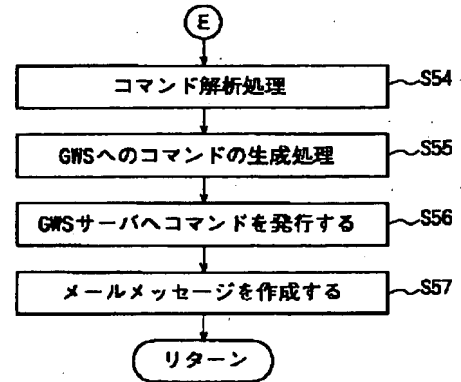 E
コマンド解析処理 S54
GWSへのコマンドの生成処理 S55
GWSサーバへコマンドを発行する S56
メールメッセージを作成する S57
リターン